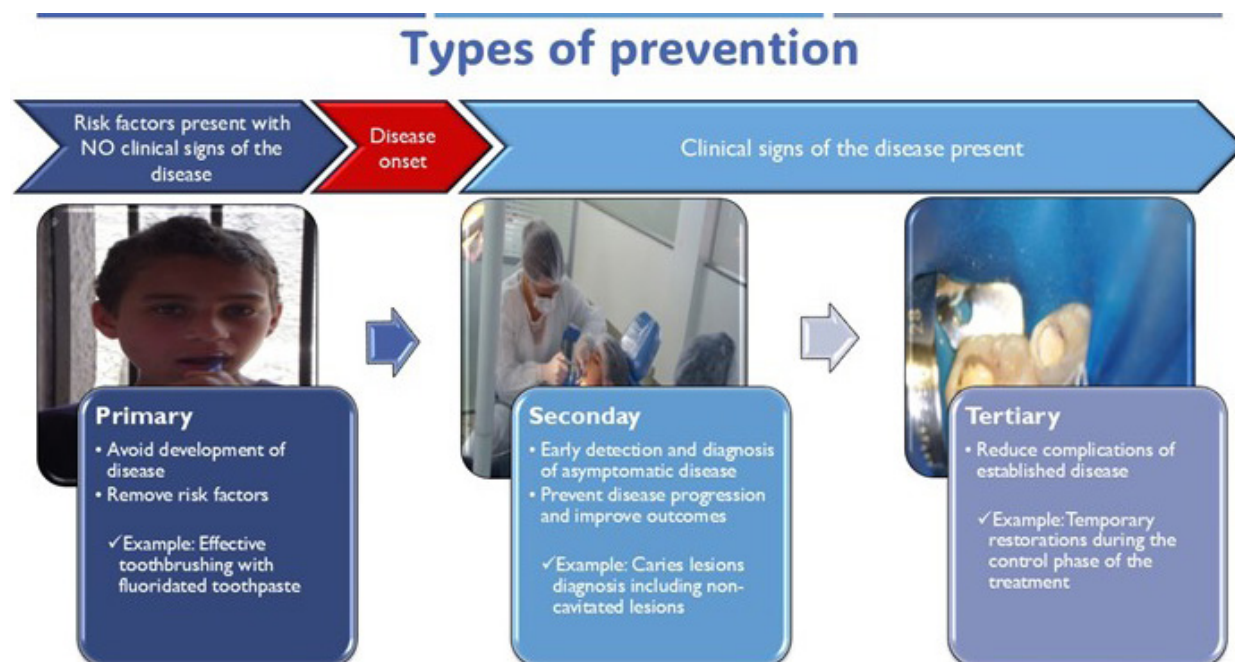 Types of prevention
Risk factors present with
NO clinical signs of the
disease
Disease
onset
Clinical signs of the disease present
Primary
• Avoid development of
disease
• Remove risk factors
✓Example: Effective
toothbrushing with
fluoridated toothpaste
Seconday
• Early detection and diagnosis
of asymptomatic disease
• Prevent disease progression
and improve outcomes
✓Example: Caries lesions
diagnosis including non-
cavitated lesions
Tertiary
• Reduce complications of
established disease
✓Example: Temporary
restorations during the
control phase of the
treatment